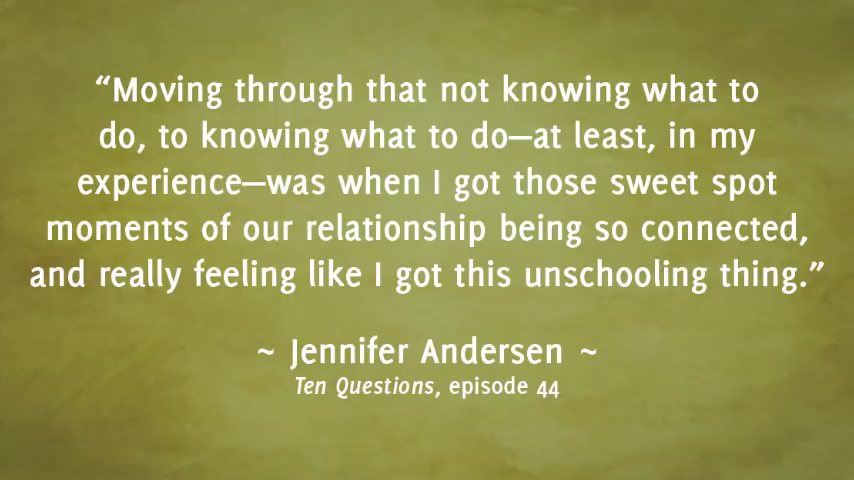 “Moving through that not knowing what to
do, to knowing what to do—at least, in my
experience—was when I got those sweet spot
moments of our relationship being so connected,
and really feeling like I got this unschooling thing.”
~ Jennifer Andersen ~
Ten Questions, episode 44